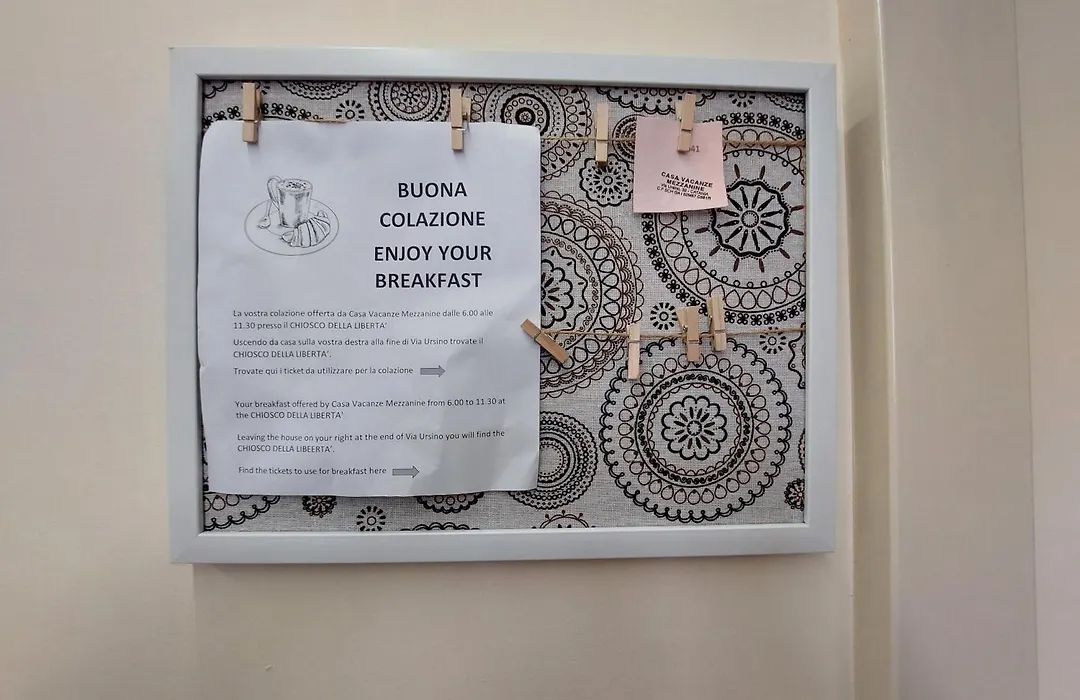 BUONA
COLAZIONE
ENJOY YOUR
BREAKFAST
La vostra colazione offerta da Casa Vacanze Mezzanine dalle 6.00 alle
11.30 presso il CHIOSCO DELLA LIBERTA'
Uscendo da casa sulla vostra destra alla fine di Via Ursino trovate il
CHIOSCO DELLA LIBERTA'.
Trovate qui i ticket da utilizzare per la colazione
Your breakfast offered by Casa Vacanze Mezzanine from 6.00 to 11.30 at
the CHIOSCO DELLA LIBERTA'
Leaving the house on your right at the end of Via Ursino you will find the
CHIOSCO DELLA LIBEERTA'.
Find the tickets to use for breakfast here
41
CASA VACANZE
MEZZANINE
CATANIA